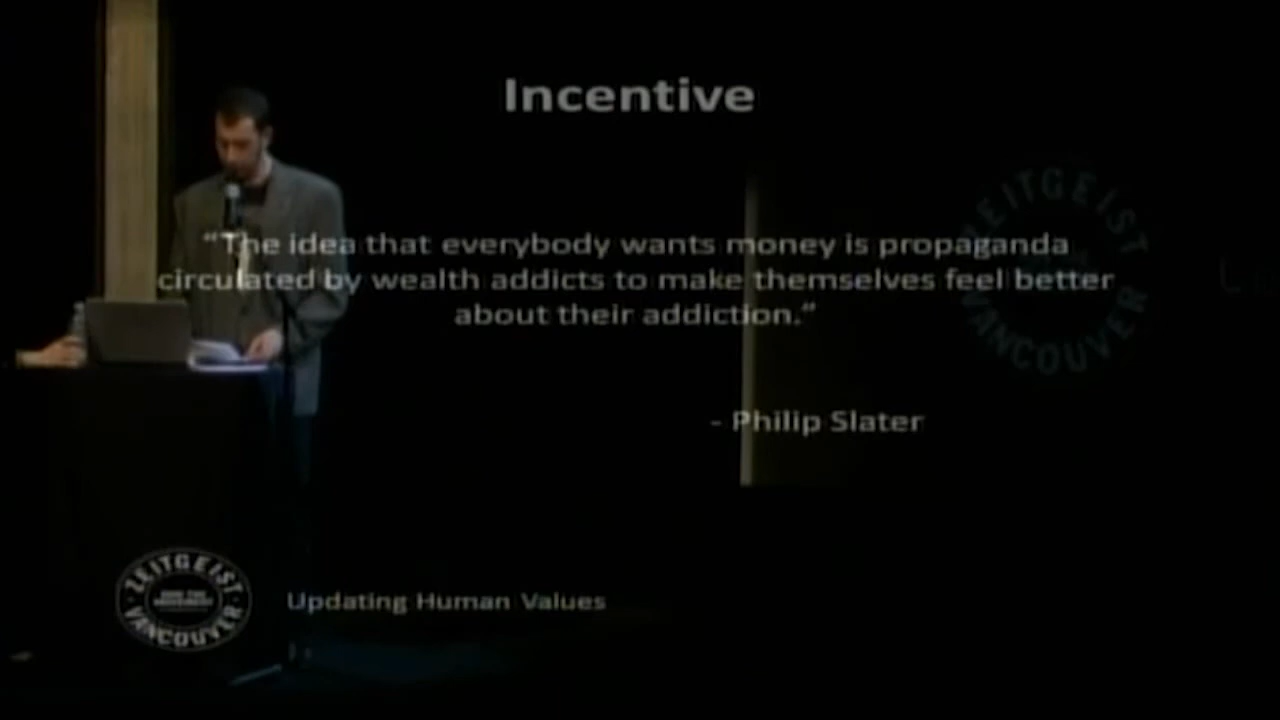 Incentive
“The idea that everybody wants money is propaganda
circulated by wealth addicts to make themselves feel better
about their addiction.”
- Philip Slater
ZEITGEIST
VANCOUVER
ZEITGEIST
VANCOUVER
Updating Human Values